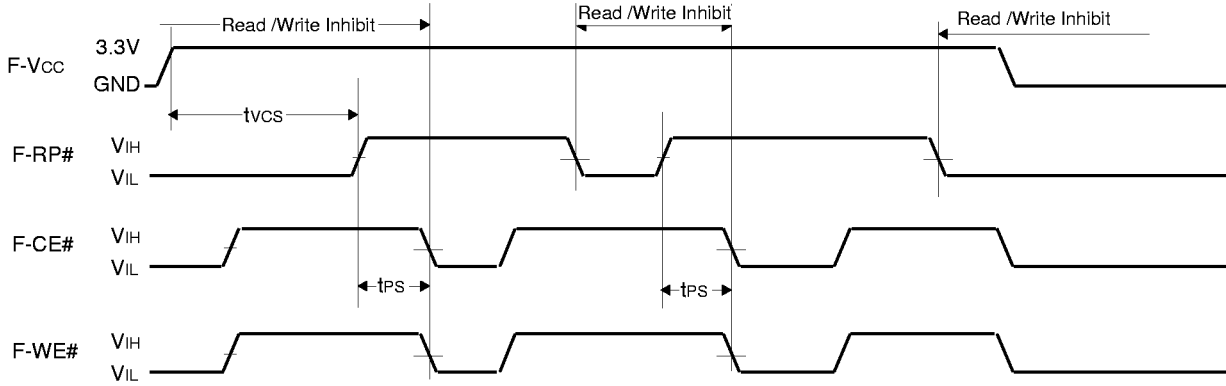 Read /Write Inhibit
Read /Write Inhibit
Read /Write Inhibit
F-VCC
3.3V
GND
tVCS
F-RP#
VIH
VIL
F-CE#
VIH
VIL
tPS
tPS
F-WE#
VIH
VIL